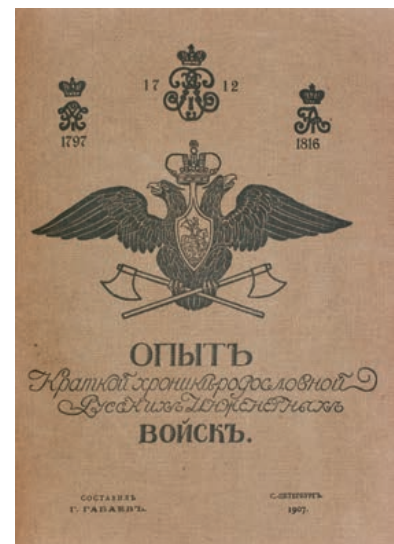 17 12
1797
1816
ОПЫТЪ
Краткой хроники-родословной
Русскихъ Инженерныхъ
ВОЙСКЪ.
СОСТАВИЛЪ
Г. ГАБАЕВЪ.
С.-ПЕТЕРБУРГЪ.
1907.